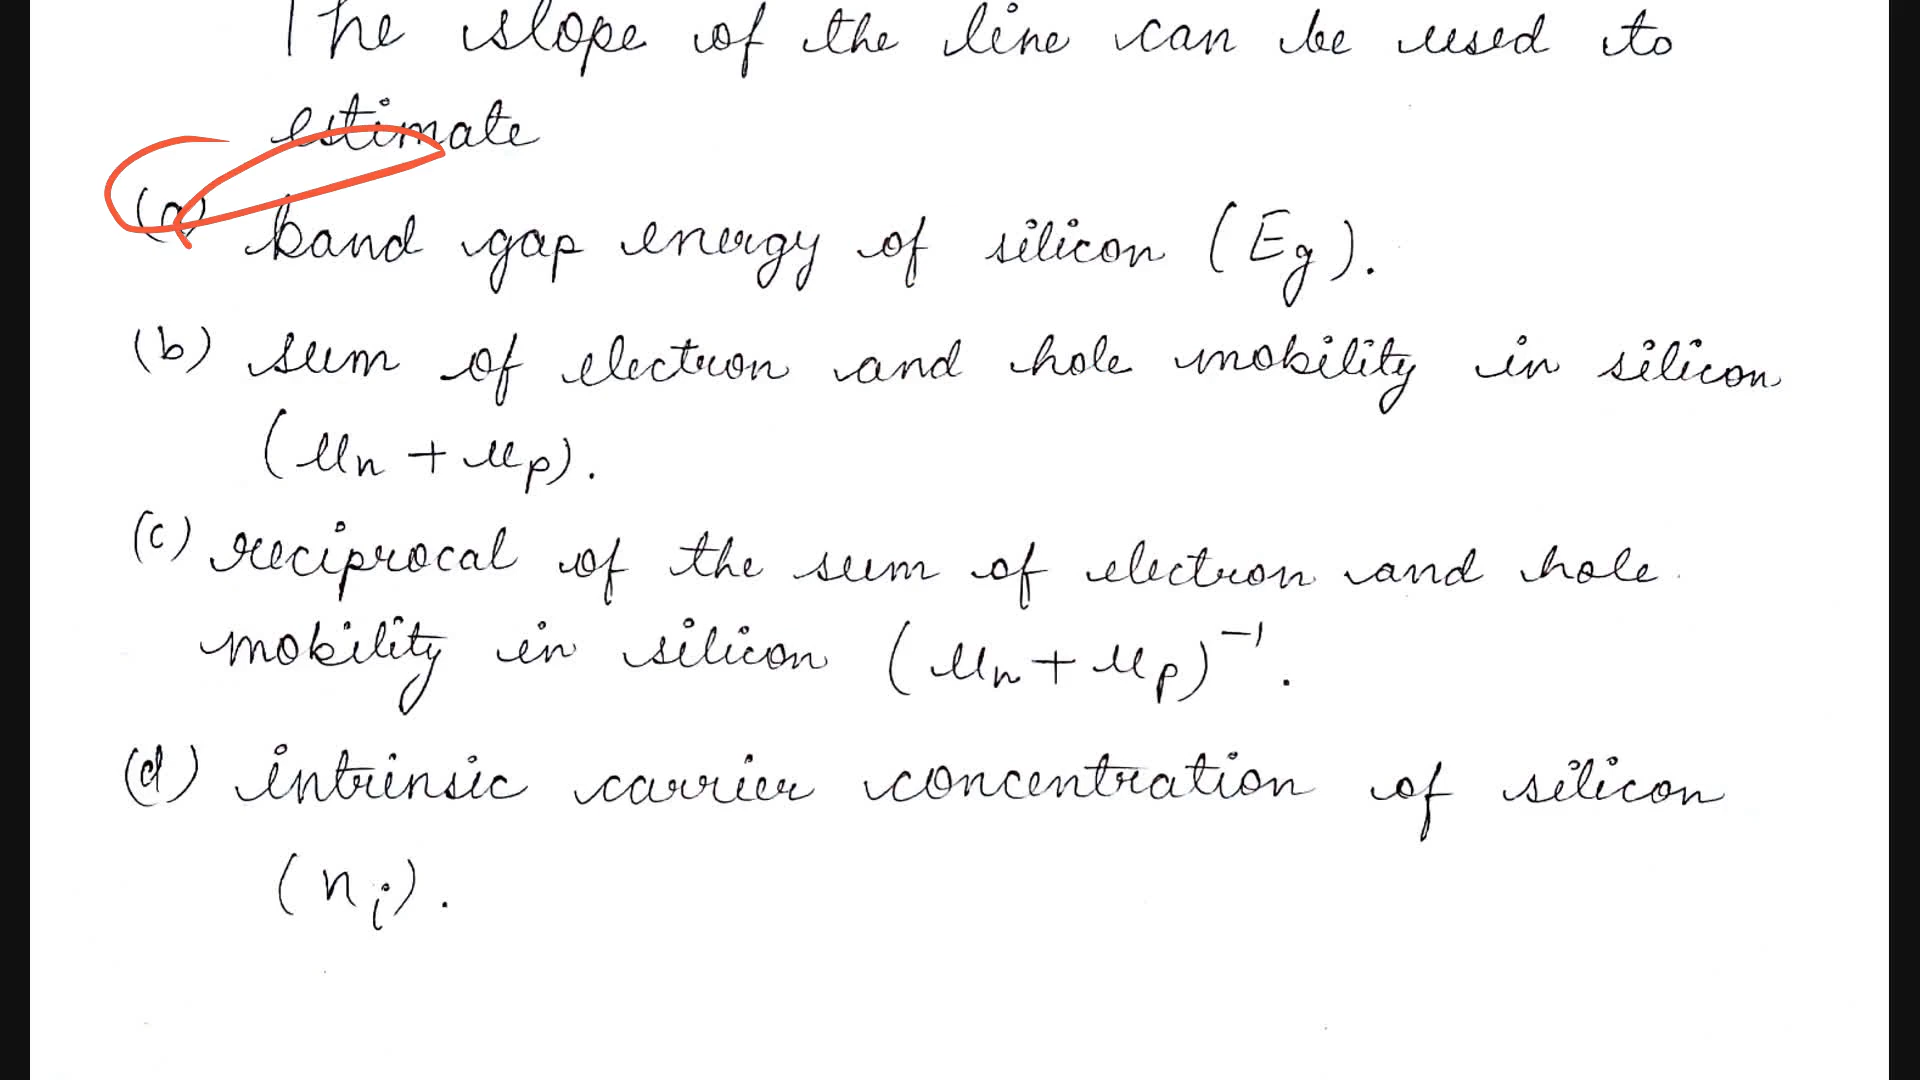 The slope of the line can be used to
estimate
(a) band gap energy of silicon (Eg).
(b) sum of electron and hole mobility in silicon
(μn + μp).
(c) reciprocal of the sum of electron and hole
mobility in silicon (μn + μp)⁻¹.
(d) intrinsic carrier concentration of silicon
(ni).